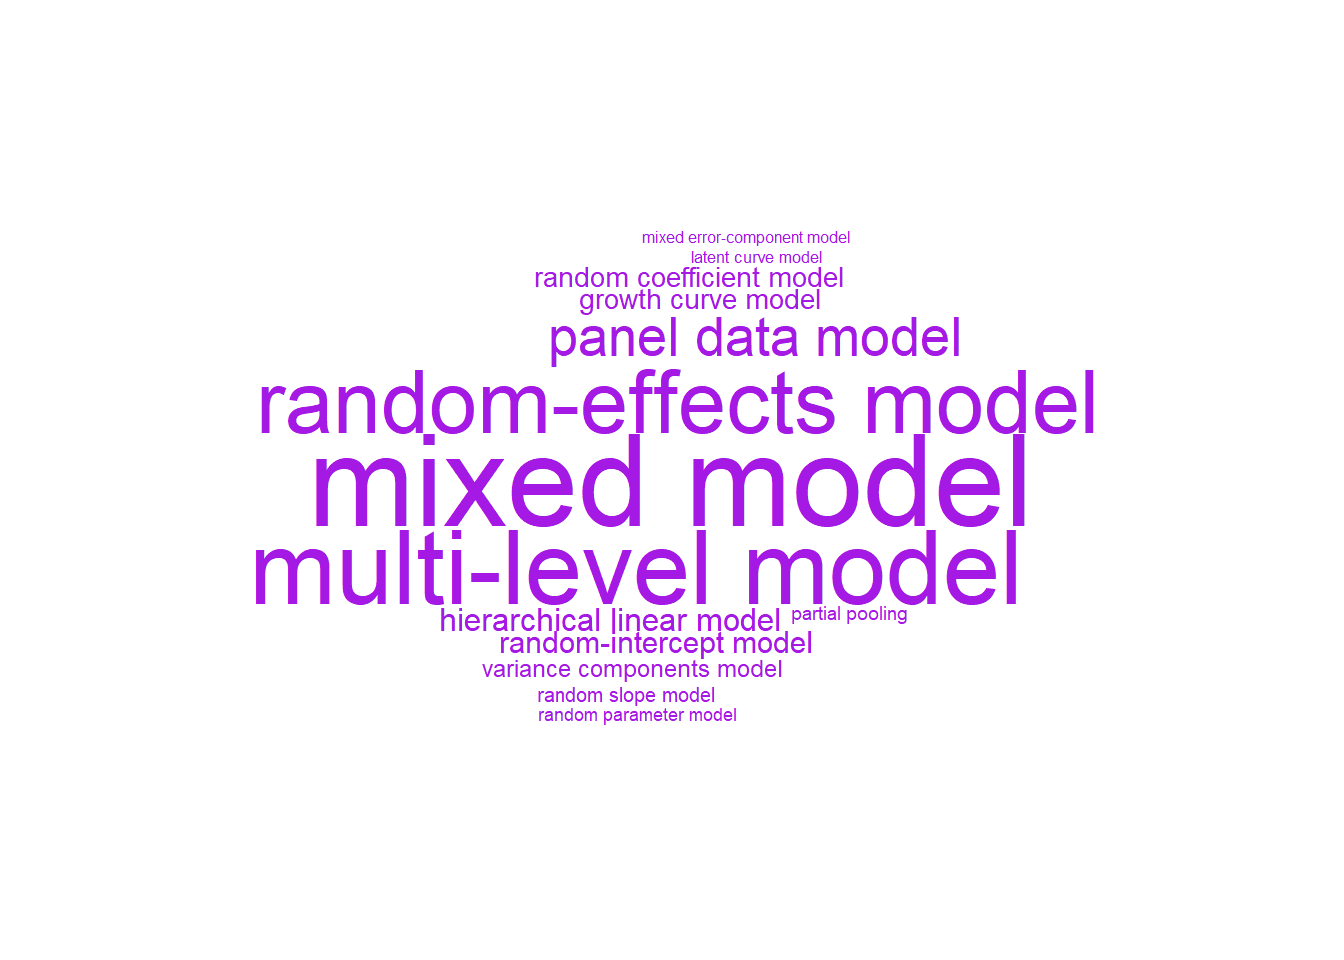 mixed error-component model
latent curve model
random coefficient model
growth curve model
panel data model
random-effects model
mixed model
multi-level model
hierarchical linear model
partial pooling
random-intercept model
variance components model
random slope model
random parameter model